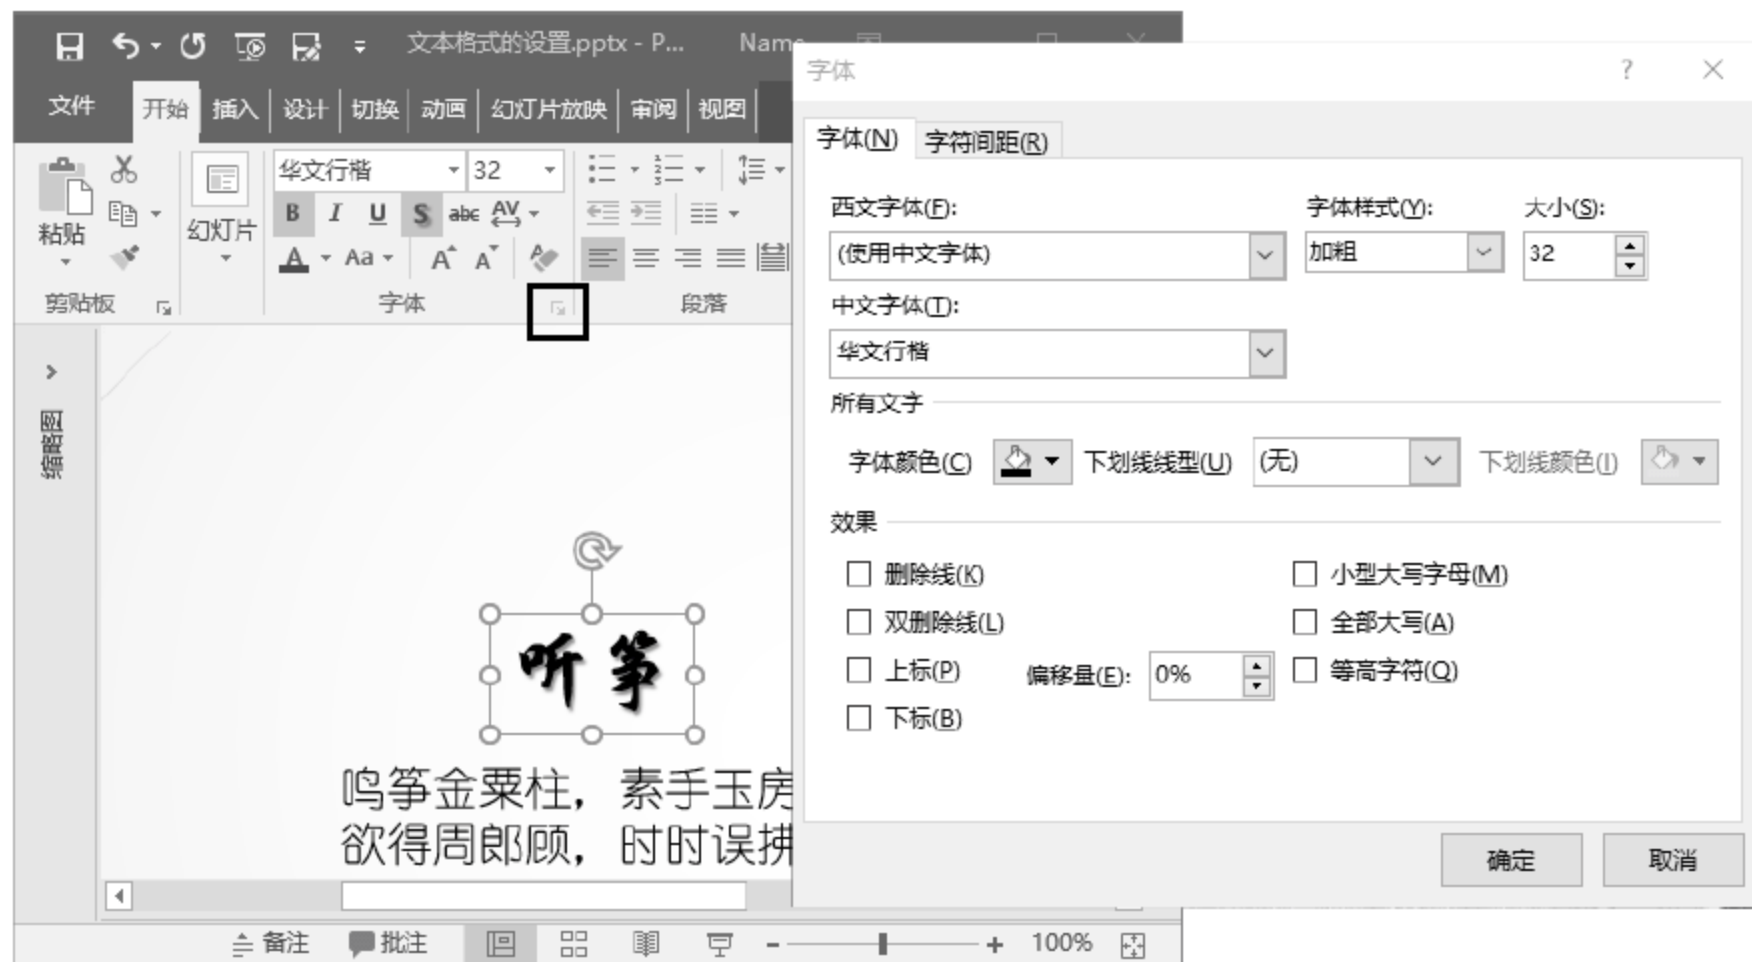 文本格式的设置.pptx - P...
Name
文件
开始
插入
设计
切换
动画
幻灯片放映
审阅
视图
粘贴
剪贴板
幻灯片
华文行楷
32
B I U S abc AV
A Aa A A
字体
段落
缩略图
听筝
鸣筝金粟柱，素手玉房
欲得周郎顾，时时误拂
备注
批注
100%
字体
字体(N)
字符间距(R)
西文字体(F):
字体样式(Y):
大小(S):
(使用中文字体)
加粗
32
中文字体(T):
华文行楷
所有文字
字体颜色(C)
下划线线型(U)
(无)
下划线颜色(I)
效果
删除线(K)
小型大写字母(M)
双删除线(L)
全部大写(A)
上标(P)
偏移量(E):
0%
等高字符(Q)
下标(B)
确定
取消